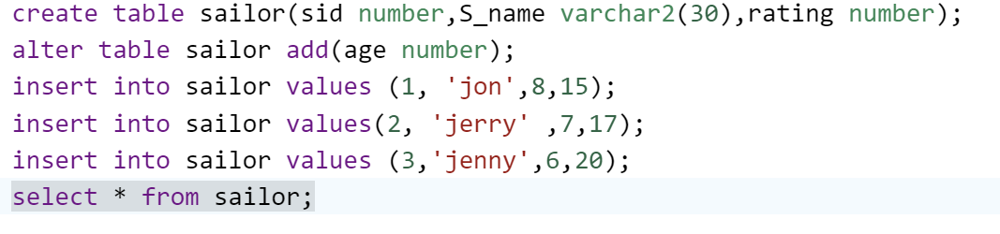 create table sailor(sid number,S_name varchar2(30),rating number);
alter table sailor add(age number);
insert into sailor values (1, 'jon',8,15);
insert into sailor values(2, 'jerry' ,7,17);
insert into sailor values (3,'jenny',6,20);
select * from sailor;